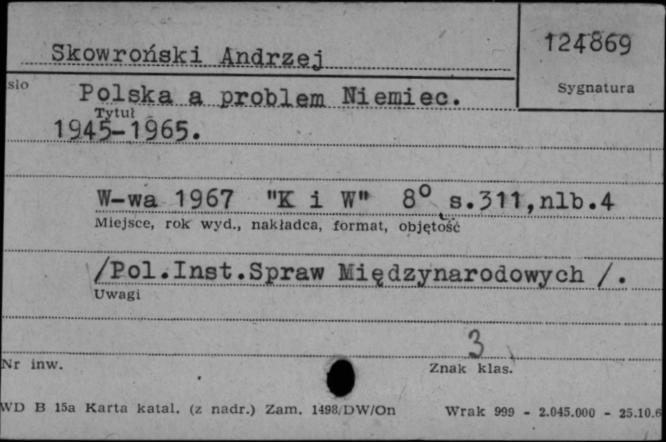 Skowroński Andrzej
124869
Sygnatura
sło
Polska a problem Niemiec.
Tytuł
1945-1965.
W-wa 1967 "K i W" 8° s.311,nlb.4
Miejsce, rok wyd., nakładca, format, objętość
/Pol.Inst.Spraw Międzynarodowych /.
Uwagi
3
Nr inw.
Znak klas.
WD B 15a Karta katal. (z nadr.) Zam. 1498/DW/On Wrak 999 - 2.045.000 - 25.10.6